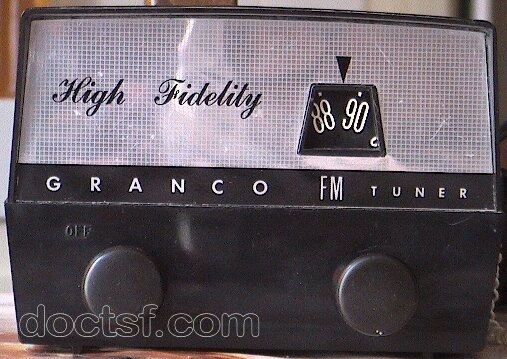 High Fidelity
88 90
GRANCO FM TUNER
OFF
doctsf.com